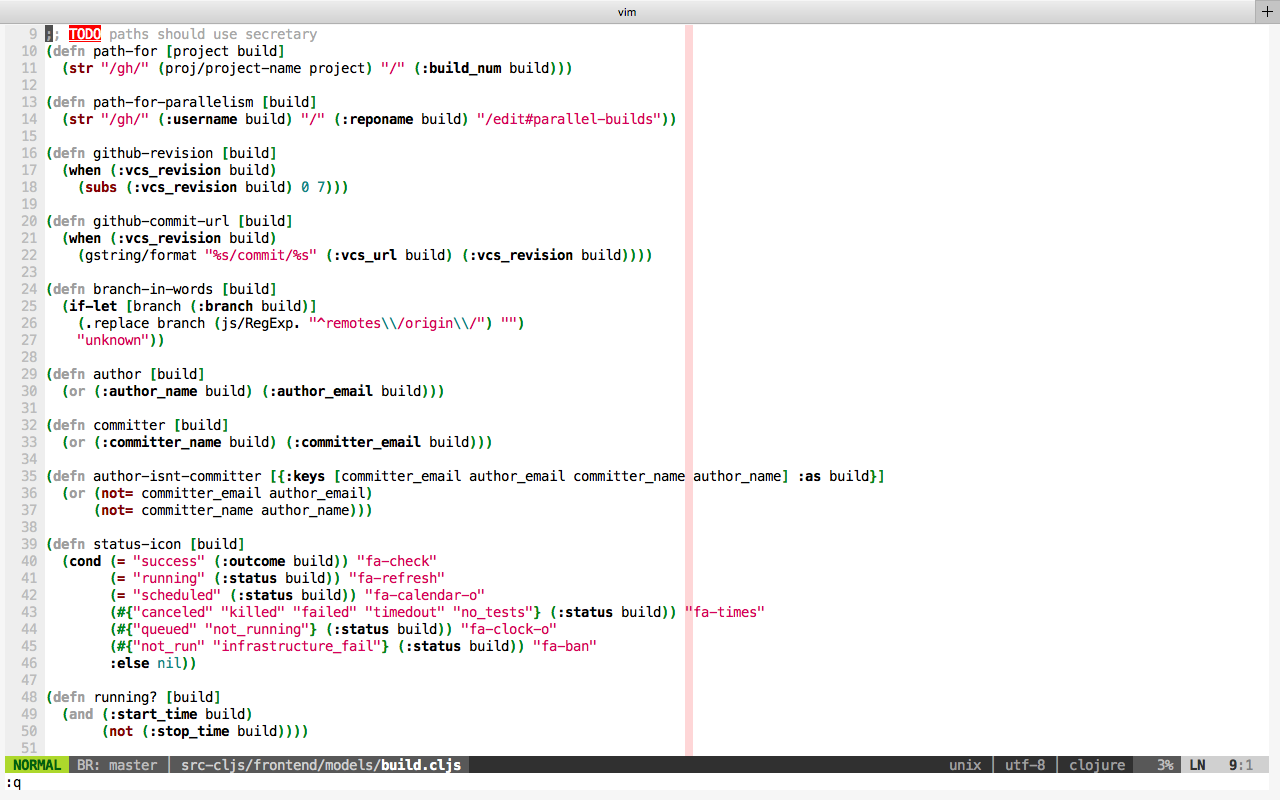 vim +
9 ;; TODO paths should use secretary
10 (defn path-for [project build]
11   (str "/gh/" (proj/project-name project) "/" (:build_num build)))
12
13 (defn path-for-parallelism [build]
14   (str "/gh/" (:username build) "/" (:reponame build) "/edit#parallel-builds"))
15
16 (defn github-revision [build]
17   (when (:vcs_revision build)
18     (subs (:vcs_revision build) 0 7)))
19
20 (defn github-commit-url [build]
21   (when (:vcs_revision build)
22     (gstring/format "%s/commit/%s" (:vcs_url build) (:vcs_revision build))))
23
24 (defn branch-in-words [build]
25   (if-let [branch (:branch build)]
26     (.replace branch (js/RegExp. "^remotes\\/origin\\/") "")
27     "unknown"))
28
29 (defn author [build]
30   (or (:author_name build) (:author_email build)))
31
32 (defn committer [build]
33   (or (:committer_name build) (:committer_email build)))
34
35 (defn author-isnt-committer [{:keys [committer_email author_email committer_name author_name] :as build}]
36   (or (not= committer_email author_email)
37       (not= committer_name author_name)))
38
39 (defn status-icon [build]
40   (cond (= "success" (:outcome build)) "fa-check"
41         (= "running" (:status build)) "fa-refresh"
42         (= "scheduled" (:status build)) "fa-calendar-o"
43         (#{"canceled" "killed" "failed" "timedout" "no_tests"} (:status build)) "fa-times"
44         (#{"queued" "not_running"} (:status build)) "fa-clock-o"
45         (#{"not_run" "infrastructure_fail"} (:status build)) "fa-ban"
46         :else nil))
47
48 (defn running? [build]
49   (and (:start_time build)
50        (not (:stop_time build))))
51
NORMAL BR: master | src-cljs/frontend/models/build.cljs unix | utf-8 | clojure 3% LN 9:1
:q